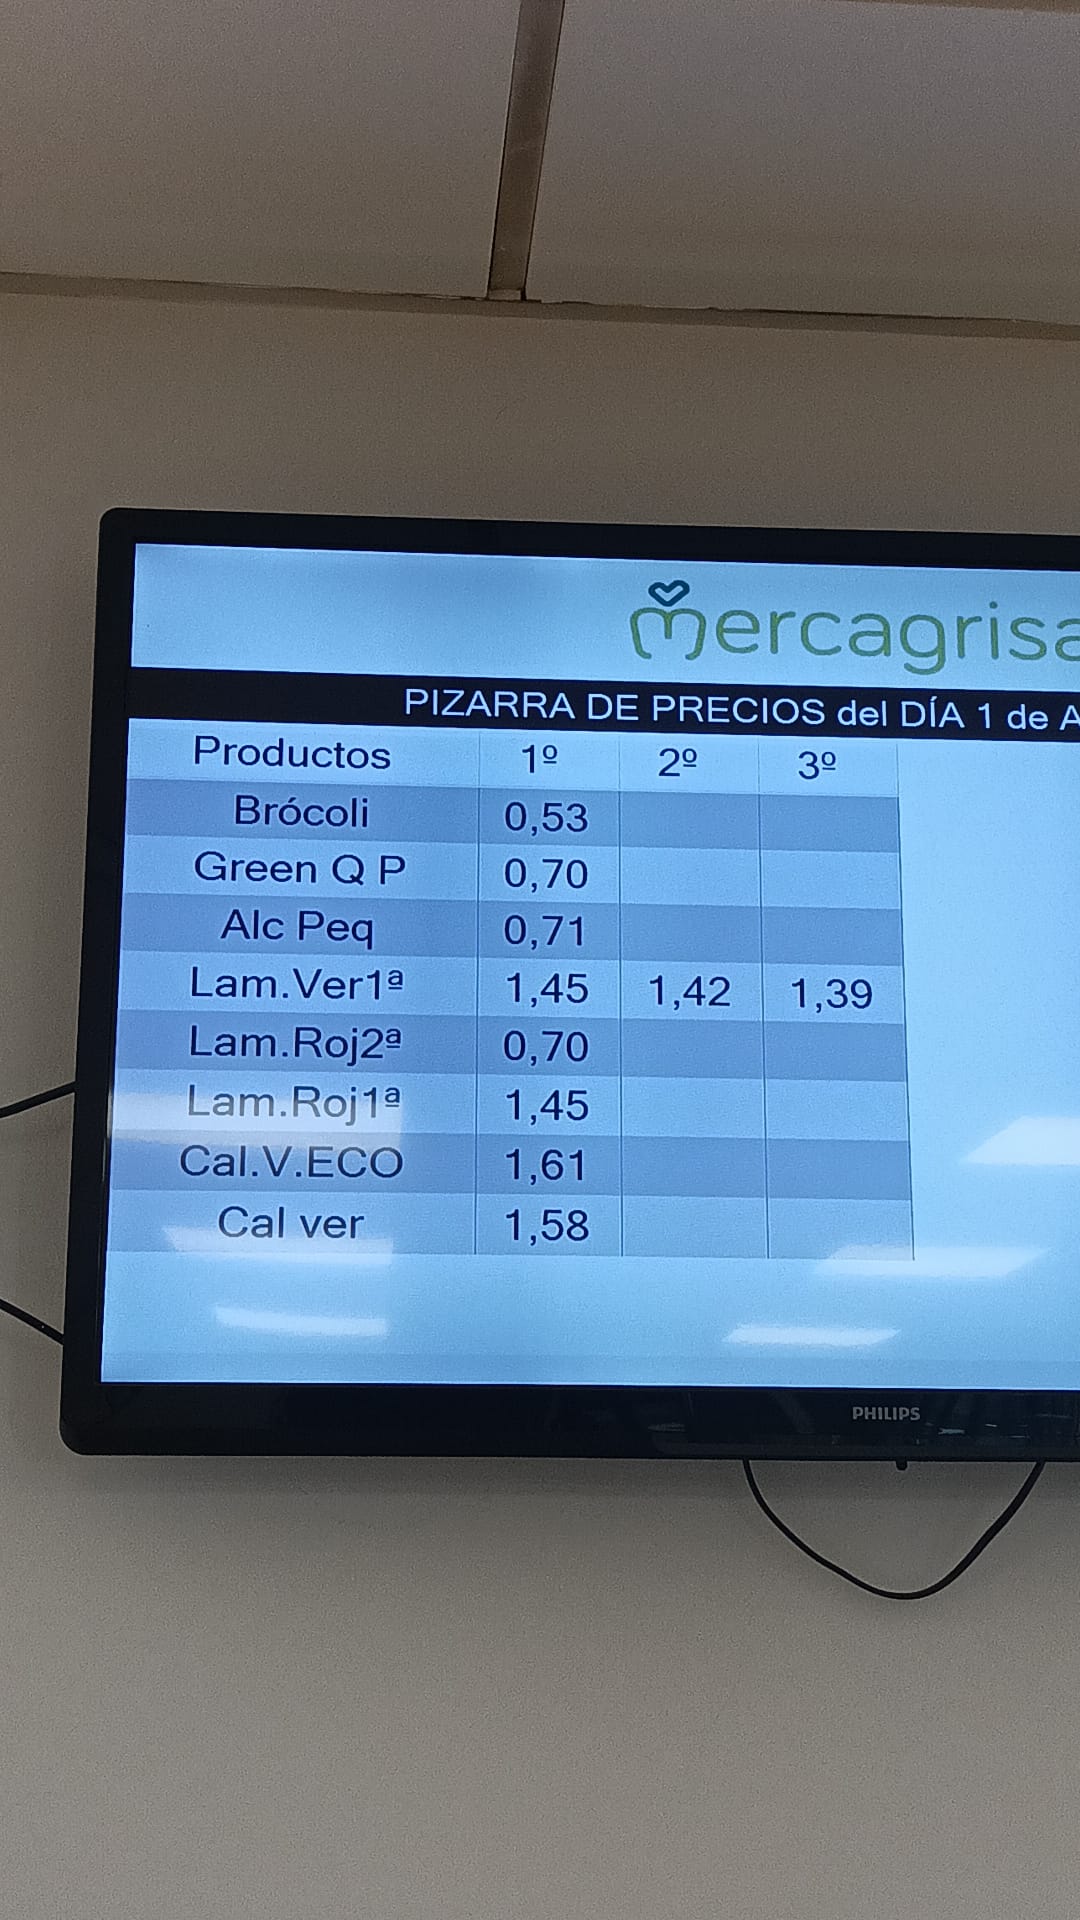 mercagrisa
PIZARRA DE PRECIOS del DÍA 1 de A
Productos 1º 2º 3º
Brócoli 0,53
Green Q P 0,70
Alc Peq 0,71
Lam.Ver1ª 1,45 1,42 1,39
Lam.Roj2ª 0,70
Lam.Roj1ª 1,45
Cal.V.ECO 1,61
Cal ver 1,58
PHILIPS